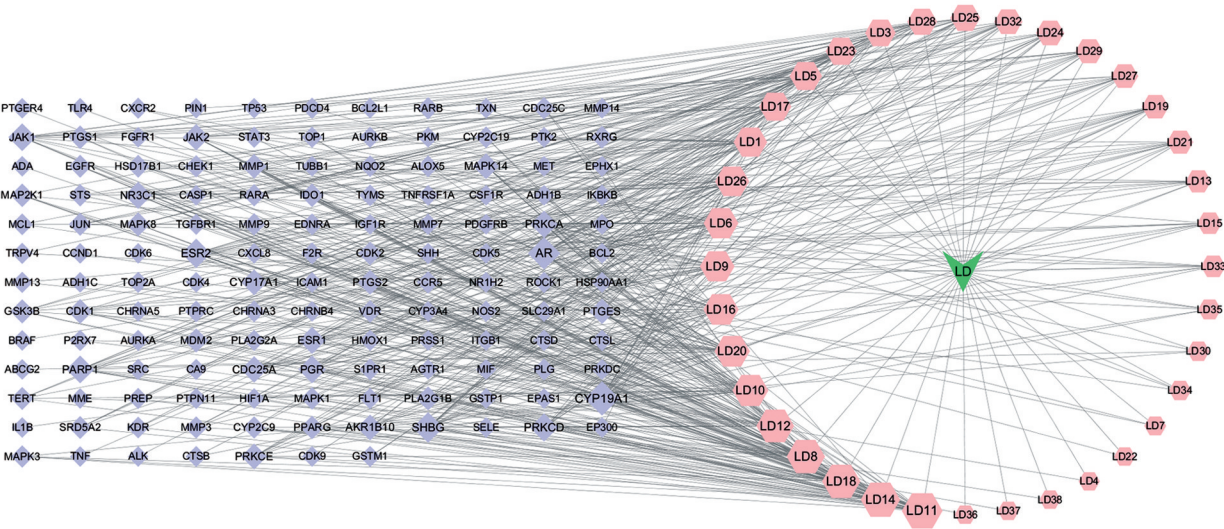 PTGER4 TLR4 CXCR2 PIN1 TP53 PDCD4 BCL2L1 RARB TXN CDC25C MMP14
JAK1 PTGS1 FGFR1 JAK2 STAT3 TOP1 AURKB PKM CYP2C19 PTK2 RXRG
ADA EGFR HSD17B1 CHEK1 MMP1 TUBB1 NQO2 ALOX5 MAPK14 MET EPHX1
MAP2K1 STS NR3C1 CASP1 RARA IDO1 TYMS TNFRSF1A CSF1R ADH1B IKBKB
MCL1 JUN MAPK8 TGFBR1 MMP9 EDNRA IGF1R MMP7 PDGFRB PRKCA MPO
TRPV4 CCND1 CDK6 ESR2 CXCL8 F2R CDK2 SHH CDK5 AR BCL2
MMP13 ADH1C TOP2A CDK4 CYP17A1 ICAM1 PTGS2 CCR5 NR1H2 ROCK1 HSP90AA1
GSK3B CDK1 CHRNA5 PTPRC CHRNA3 CHRNB4 VDR CYP3A4 NOS2 SLC29A1 PTGES
BRAF P2RX7 AURKA MDM2 PLA2G2A ESR1 HMOX1 PRSS1 ITGB1 CTSD CTSL
ABCG2 PARP1 SRC CA9 CDC25A PGR S1PR1 AGTR1 MIF PLG PRKDC
TERT MME PREP PTPN11 HIF1A MAPK1 FLT1 PLA2G1B GSTP1 EPAS1 CYP19A1
IL1B SRD5A2 KDR MMP3 CYP2C9 PPARG AKR1B10 SHBG SELE PRKCD EP300
MAPK3 TNF ALK CTSB PRKCE CDK9 GSTM1
LD25
LD28
LD32
LD3
LD24
LD23
LD29
LD5
LD27
LD17
LD19
LD1
LD21
LD26
LD13
LD6
LD15
LD9
LD33
LD
LD16
LD35
LD20
LD30
LD10
LD34
LD12
LD7
LD8
LD22
LD18
LD4
LD14
LD38
LD11
LD37
LD36